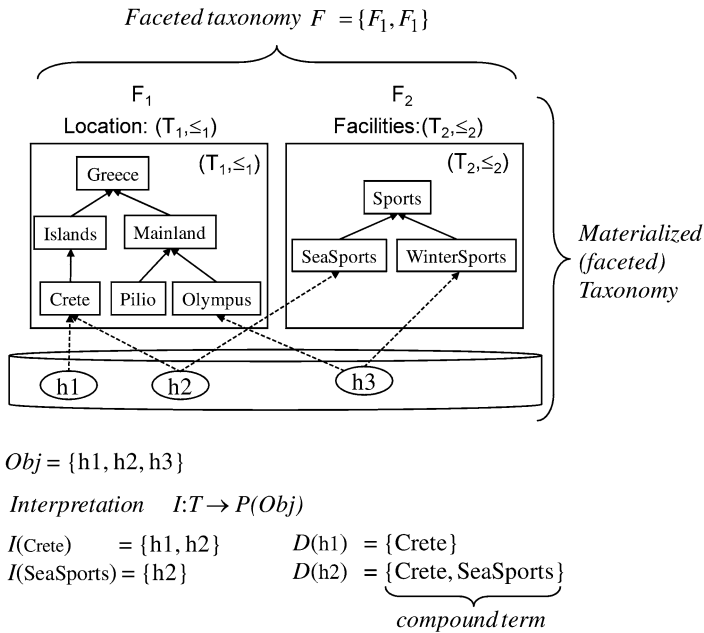 Faceted taxonomy F = {F₁, F₁}
F₁
F₂
Location: (T₁,≤₁)
Facilities:(T₂,≤₂)
(T₁,≤₁)
(T₂,≤₂)
Greece
Sports
Islands
Mainland
SeaSports
WinterSports
Materialized
(faceted)
Taxonomy
Crete
Pilio
Olympus
h1
h2
h3
Obj = {h1, h2, h3}
Interpretation I:T → P(Obj)
I(Crete) = {h1, h2} D(h1) = {Crete}
I(SeaSports) = {h2} D(h2) = {Crete, SeaSports}
compound term